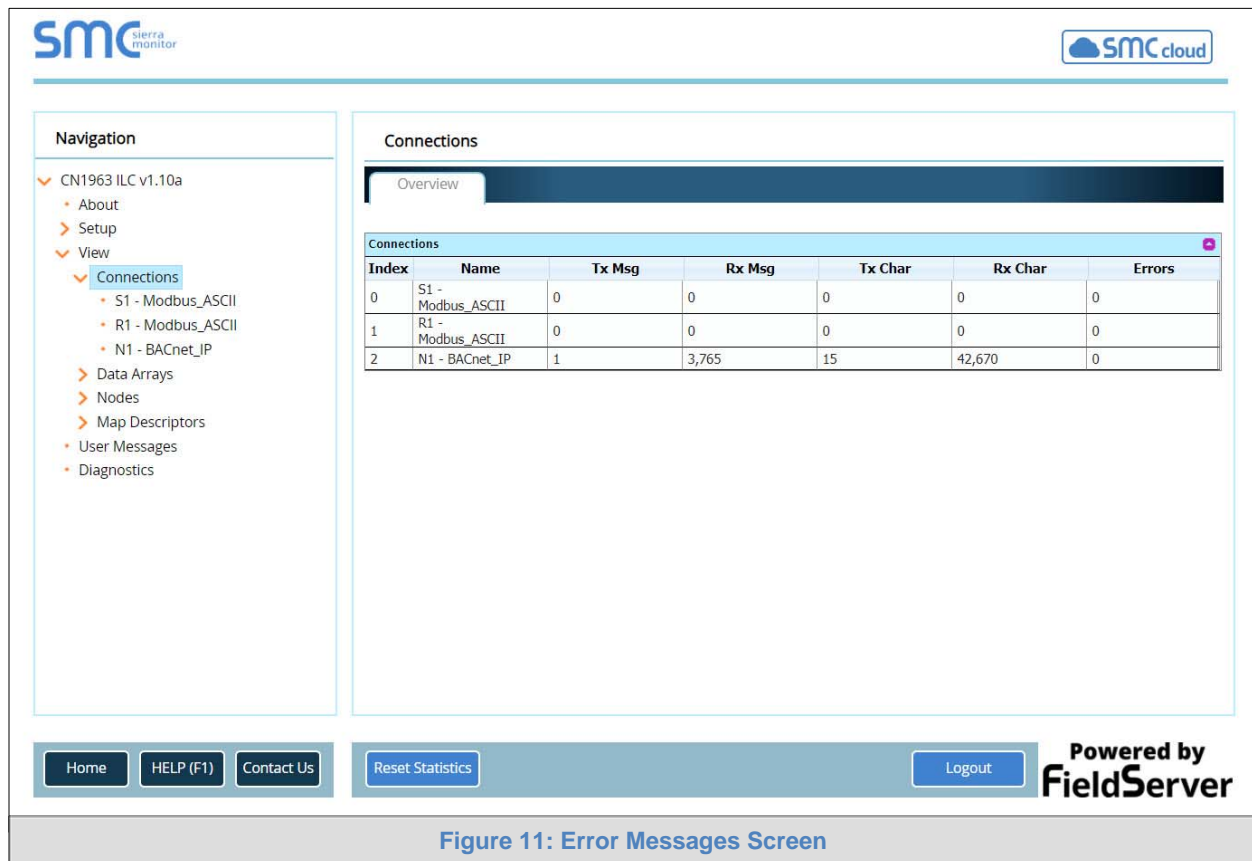 SMC sierra monitor
SMC cloud
Navigation
CN1963 ILC v1.10a
About
Setup
View
Connections
S1 - Modbus_ASCII
R1 - Modbus_ASCII
N1 - BACnet_IP
Data Arrays
Nodes
Map Descriptors
User Messages
Diagnostics
Connections
Overview
Connections
Index Name Tx Msg Rx Msg Tx Char Rx Char Errors
0 S1 - Modbus_ASCII 0 0 0 0 0
1 R1 - Modbus_ASCII 0 0 0 0 0
2 N1 - BACnet_IP 1 3,765 15 42,670 0
Home HELP (F1) Contact Us Reset Statistics Logout
Powered by
FieldServer
Figure 11: Error Messages Screen